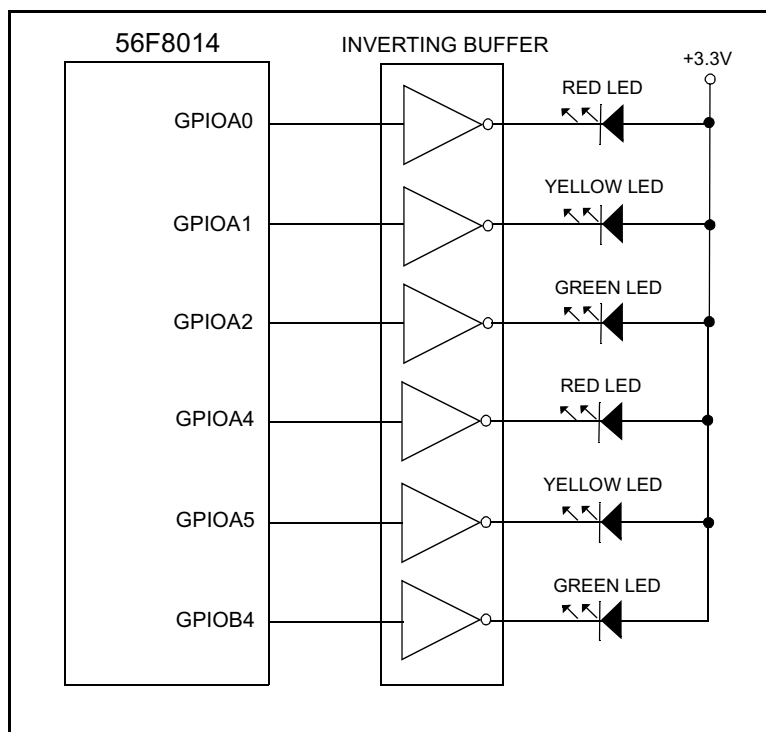 56F8014
INVERTING BUFFER
+3.3V
GPIOA0
RED LED
GPIOA1
YELLOW LED
GPIOA2
GREEN LED
GPIOA4
RED LED
GPIOA5
YELLOW LED
GPIOB4
GREEN LED